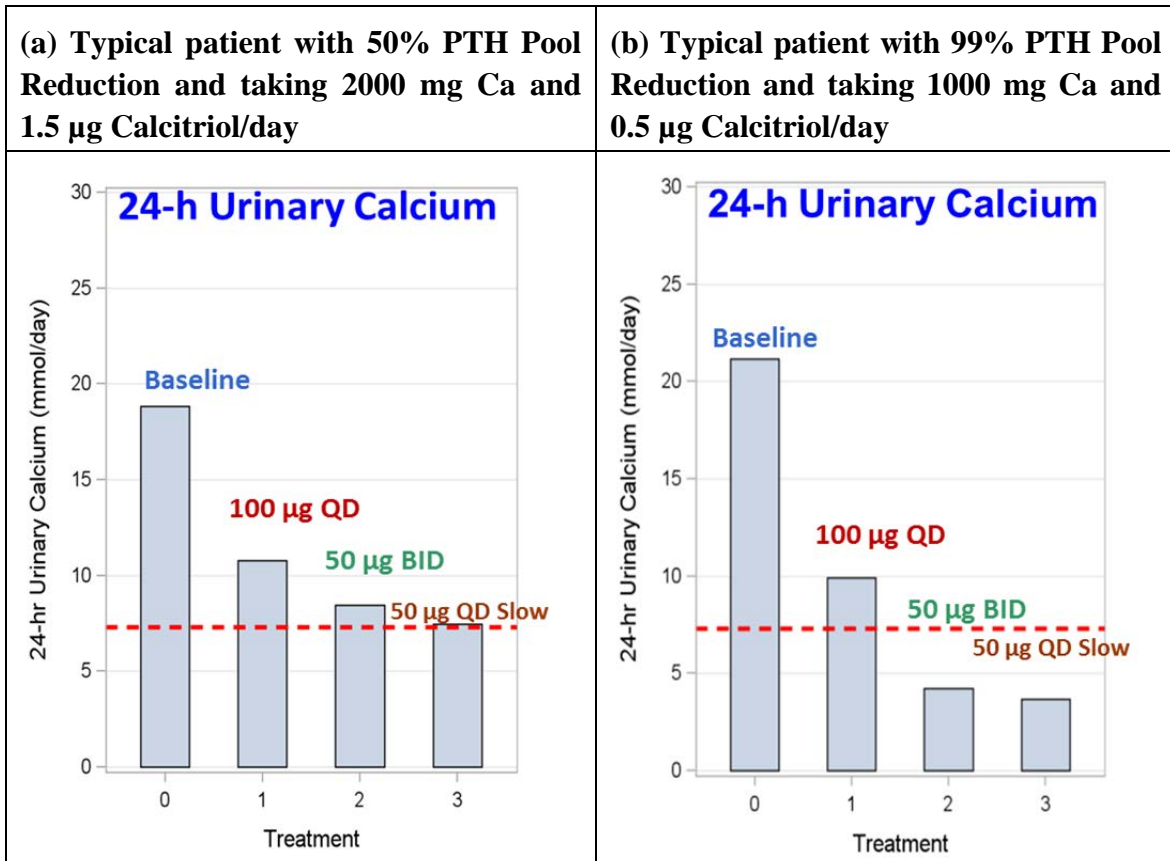 (a) Typical patient with 50% PTH Pool
Reduction and taking 2000 mg Ca and
1.5 µg Calcitriol/day
(b) Typical patient with 99% PTH Pool
Reduction and taking 1000 mg Ca and
0.5 µg Calcitriol/day
24-h Urinary Calcium
24-hr Urinary Calcium (mmol/day)
30
25
20
15
10
5
0
Baseline
100 µg QD
50 µg BID
50 µg QD Slow
0 1 2 3
Treatment
24-h Urinary Calcium
24-hr Urinary Calcium (mmol/day)
30
25
20
15
10
5
0
Baseline
100 µg QD
50 µg BID
50 µg QD Slow
0 1 2 3
Treatment